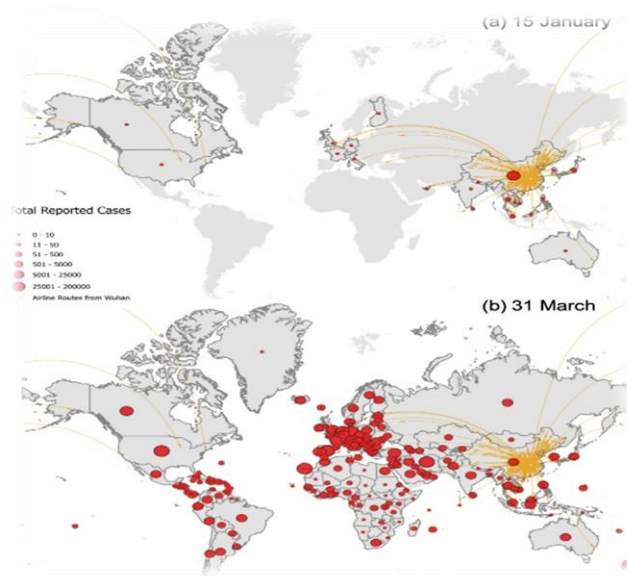 (a) 15 January
Total Reported Cases
0 - 10
11 - 50
51 - 500
501 - 5000
5001 - 25000
25001 - 200000
Airline Routes from Wuhan
(b) 31 March